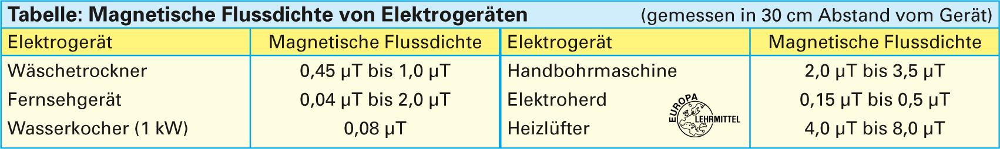 Tabelle: Magnetische Flussdichte von Elektrogeräten (gemessen in 30 cm Abstand vom Gerät)
Elektrogerät Magnetische Flussdichte Elektrogerät Magnetische Flussdichte
Wäschetrockner 0,45 µT bis 1,0 µT Handbohrmaschine 2,0 µT bis 3,5 µT
Fernsehgerät 0,04 µT bis 2,0 µT Elektroherd 0,15 µT bis 0,5 µT
Wasserkocher (1 kW) 0,08 µT Heizlüfter 4,0 µT bis 8,0 µT
EUROPA
LEHRMITTEL